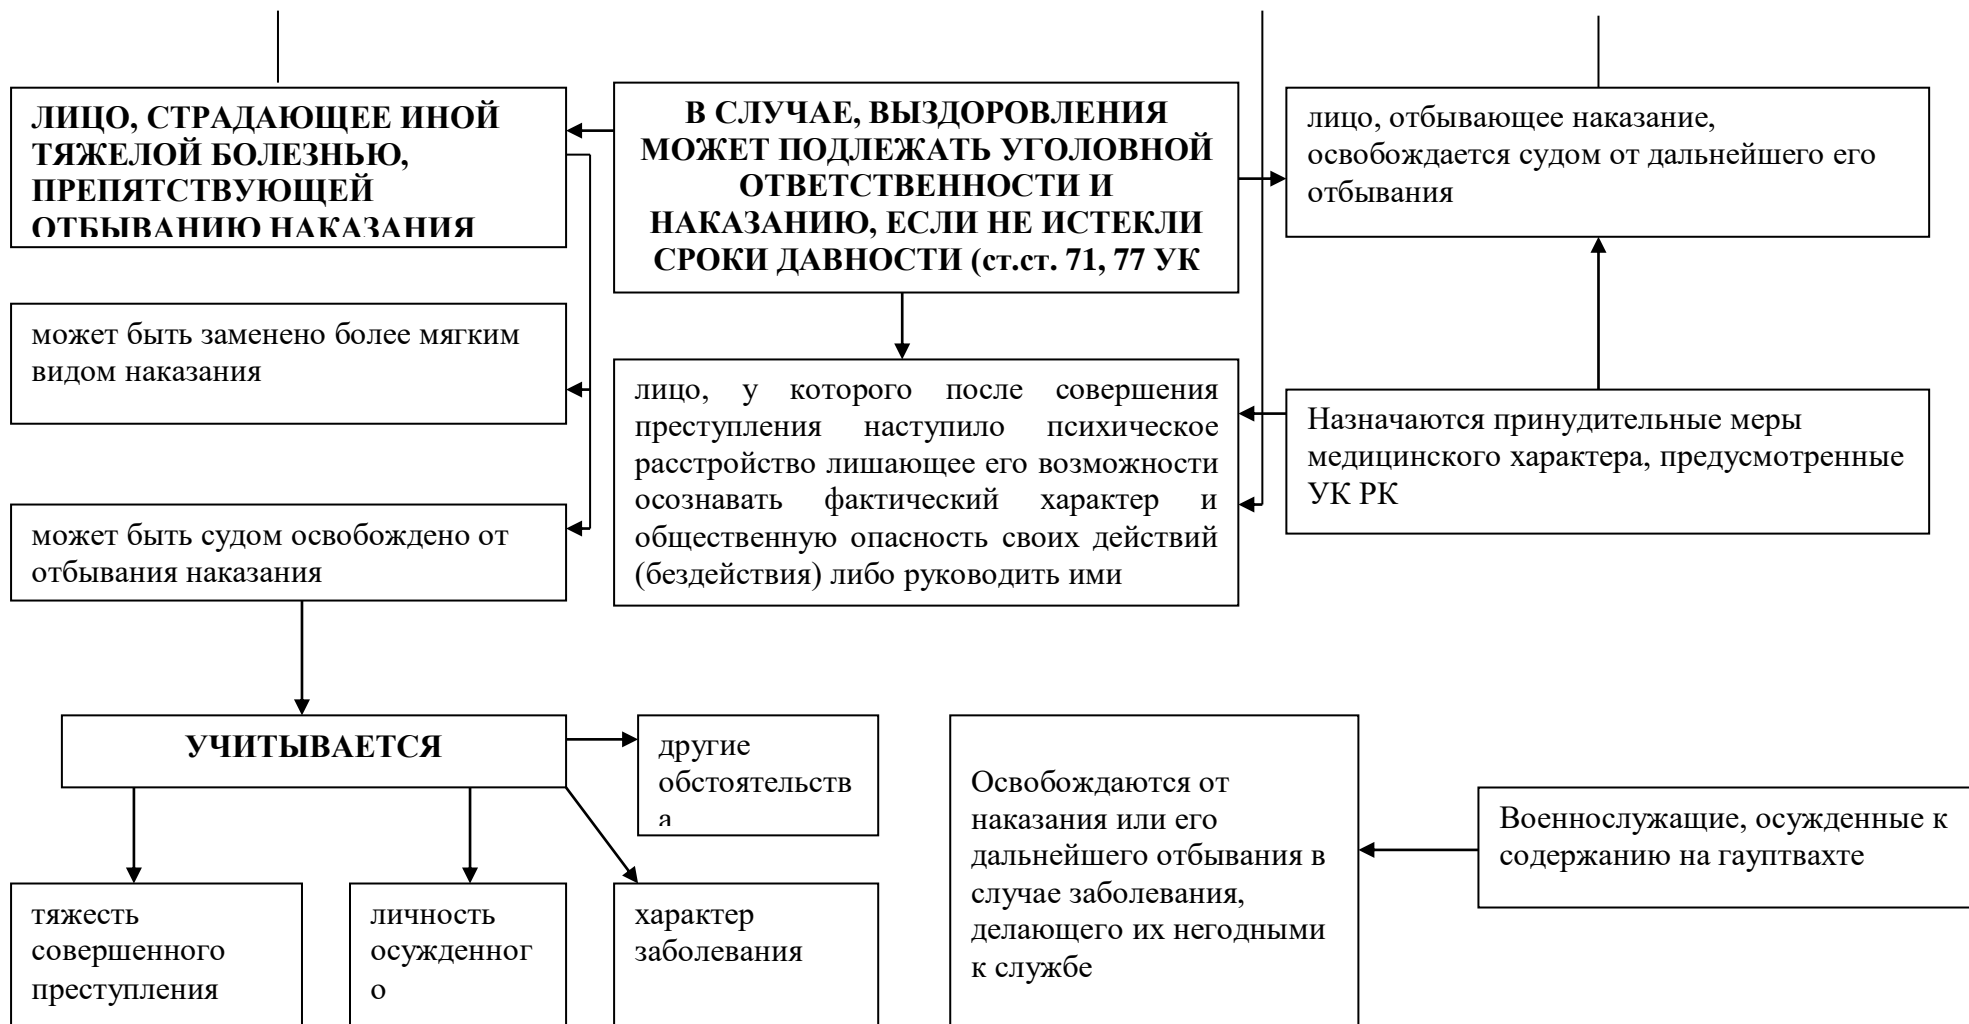 ЛИЦО, СТРАДАЮЩЕЕ ИНОЙ
ТЯЖЕЛОЙ БОЛЕЗНЬЮ,
ПРЕПЯТСТВУЮЩЕЙ
ОТБЫВАНИЮ НАКАЗАНИЯ
В СЛУЧАЕ, ВЫЗДОРОВЛЕНИЯ
МОЖЕТ ПОДЛЕЖАТЬ УГОЛОВНОЙ
ОТВЕТСТВЕННОСТИ И
НАКАЗАНИЮ, ЕСЛИ НЕ ИСТЕКЛИ
СРОКИ ДАВНОСТИ (ст.ст. 71, 77 УК
лицо, отбывающее наказание,
освобождается судом от дальнейшего его
отбывания
может быть заменено более мягким
видом наказания
лицо, у которого после совершения
преступления наступило психическое
расстройство лишающее его возможности
осознавать фактический характер и
общественную опасность своих действий
(бездействия) либо руководить ими
Назначаются принудительные меры
медицинского характера, предусмотренные
УК РК
может быть судом освобождено от
отбывания наказания
УЧИТЫВАЕТСЯ
другие
обстоятельств
а
Освобождаются от
наказания или его
дальнейшего отбывания в
случае заболевания,
делающего их негодными
к службе
Военнослужащие, осужденные к
содержанию на гауптвахте
тяжесть
совершенного
преступления
личность
осужденног
о
характер
заболевания